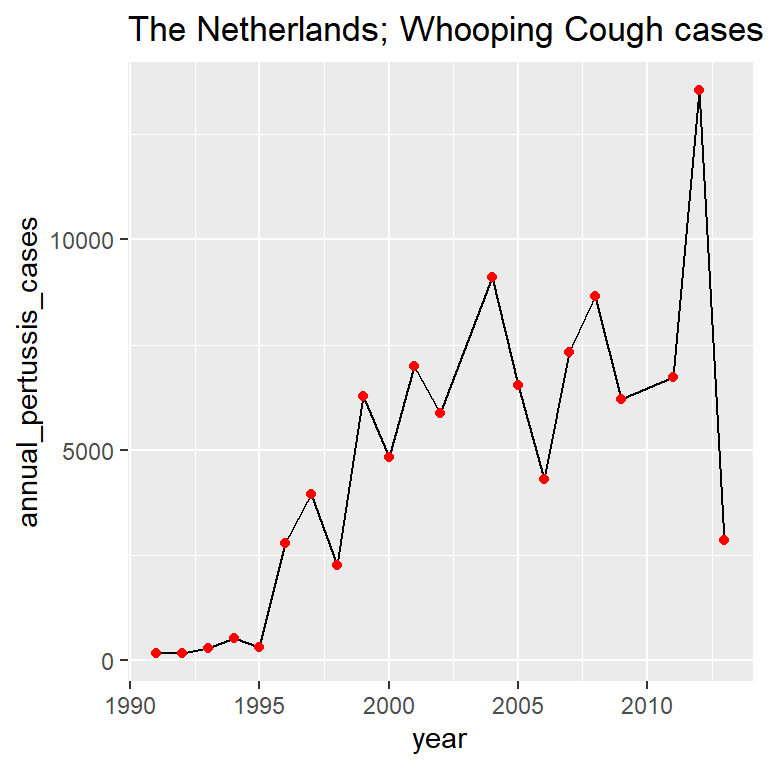 The Netherlands; Whooping Cough cases
annual_pertussis_cases
10000
5000
0
1990 1995 2000 2005 2010
year